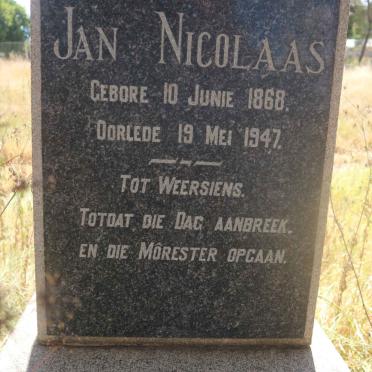 Jan Nicolaas
Gebore 10 Junie 1868.
Oorlede 19 Mei 1947.
Tot Weersiens.
Totdat die Dag aanbreek,
en die Môrester opgaan.